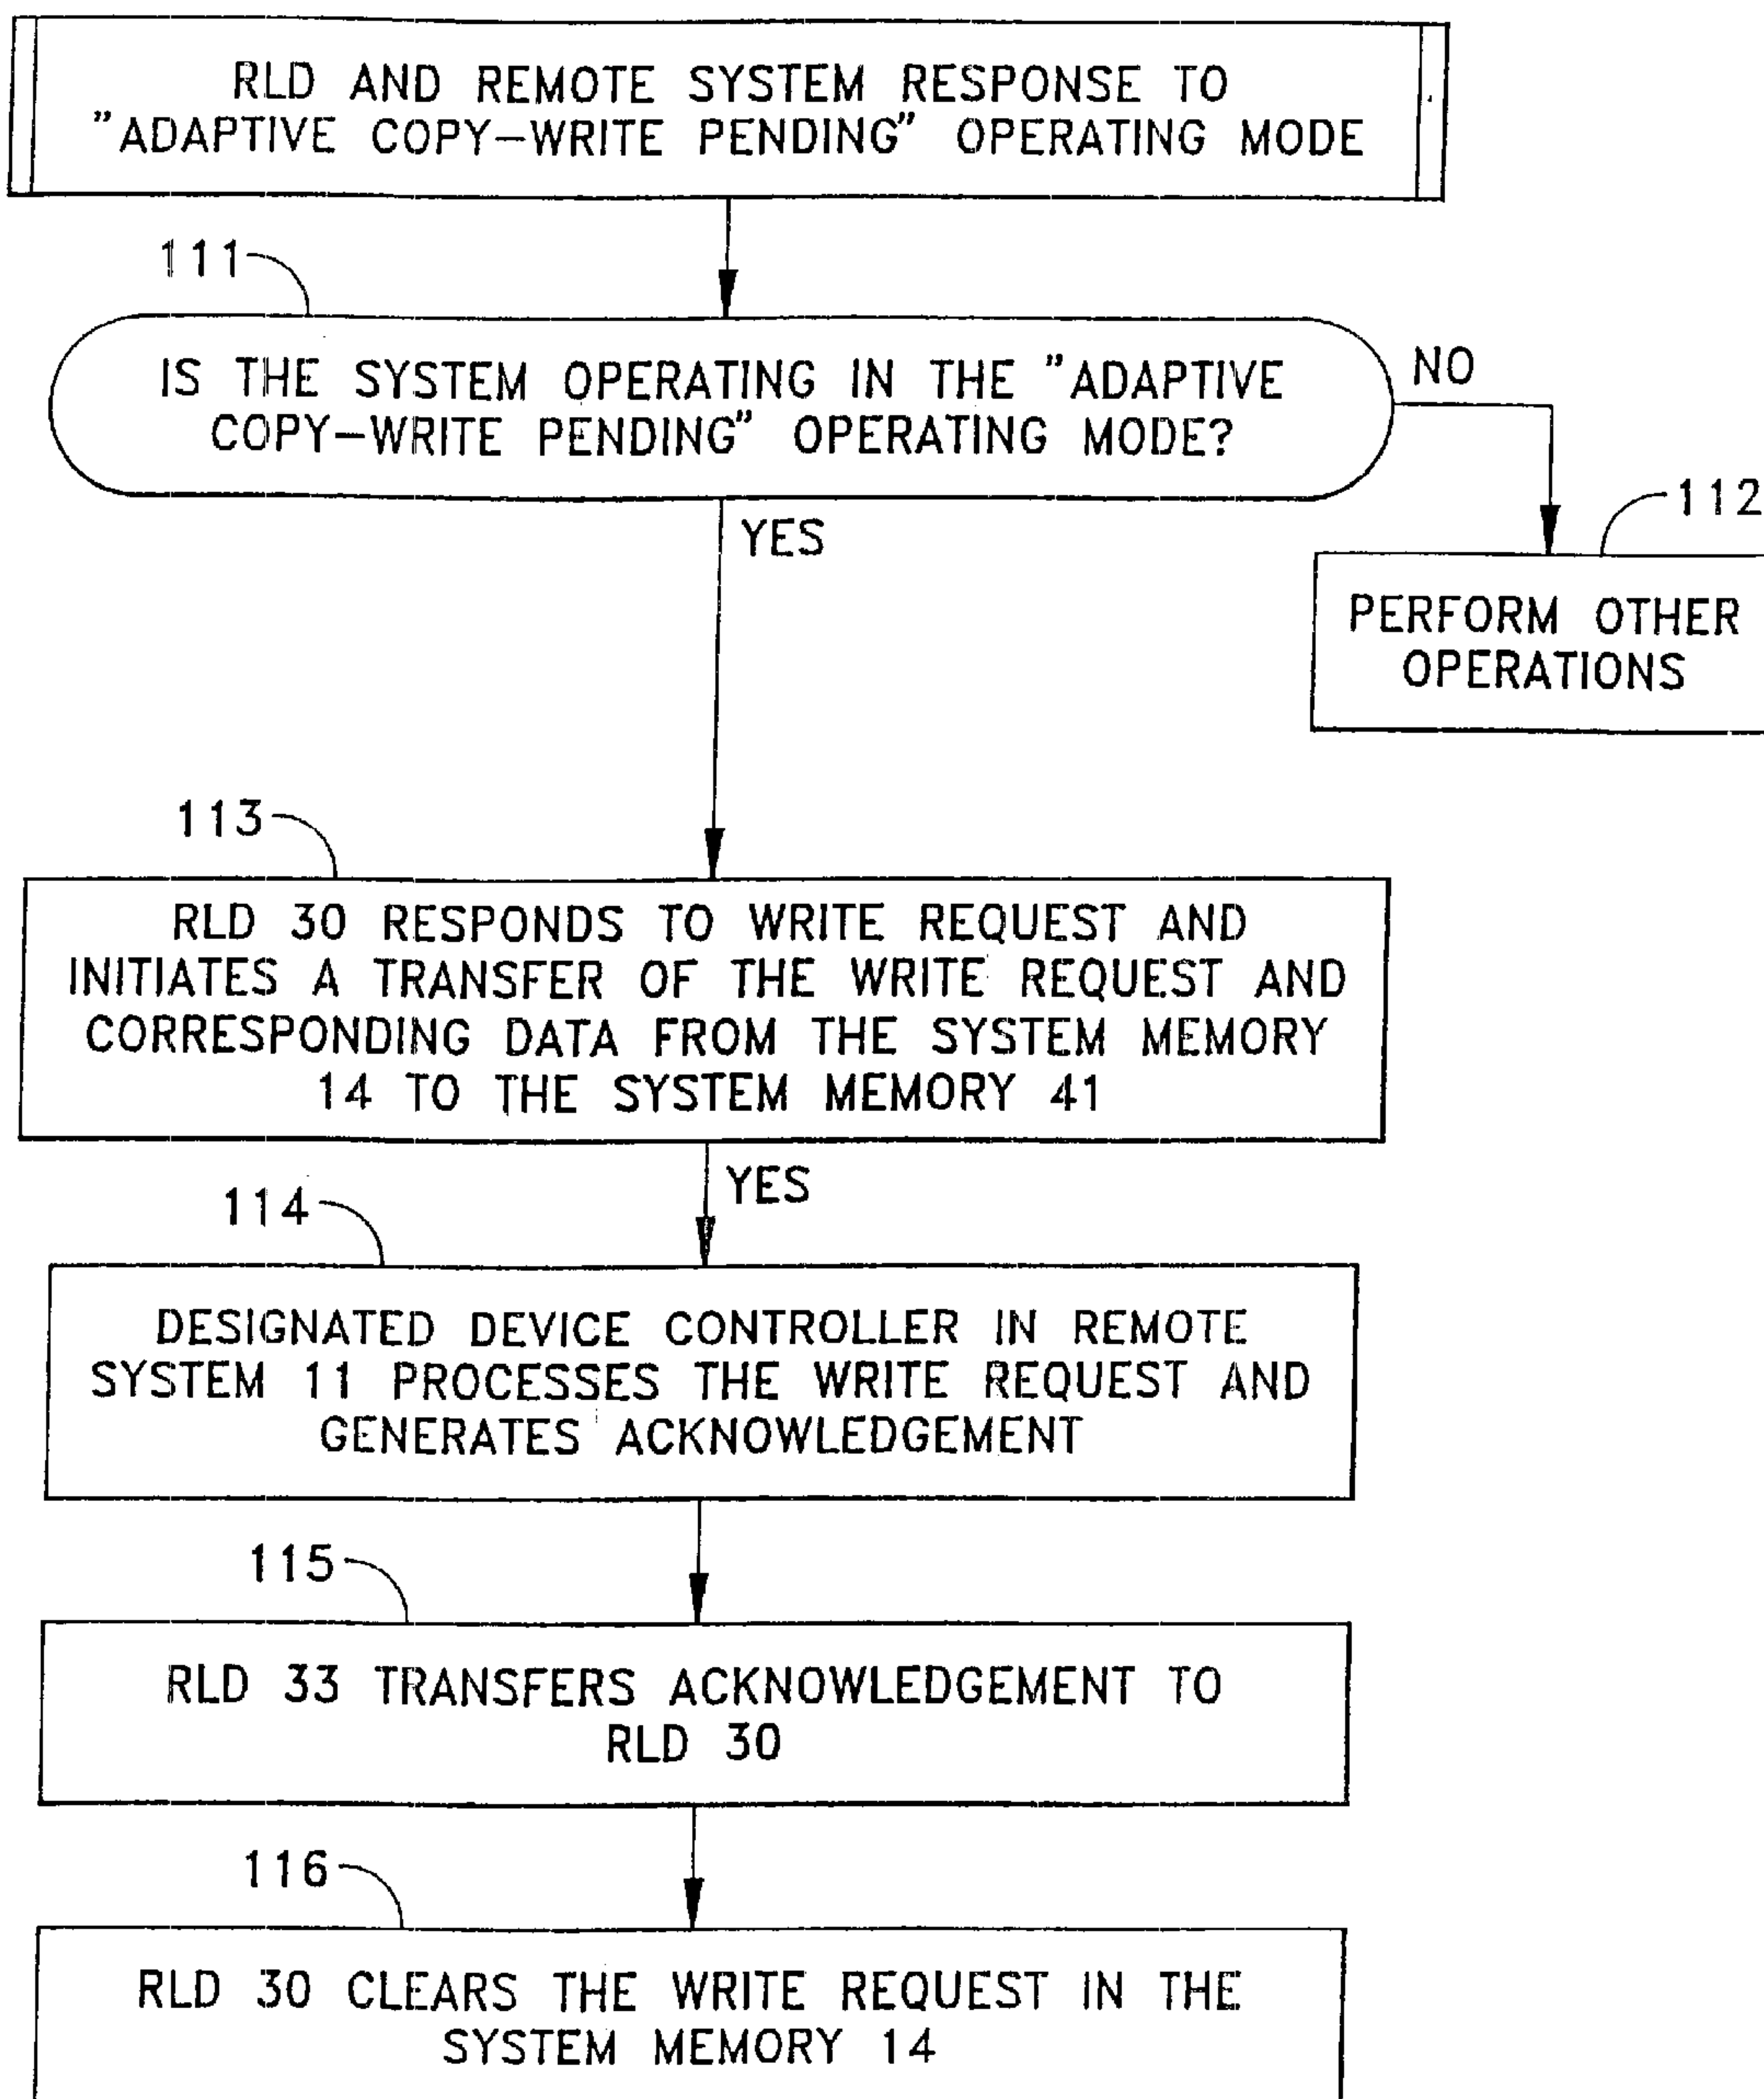 RLD AND REMOTE SYSTEM RESPONSE TO
"ADAPTIVE COPY-WRITE PENDING" OPERATING MODE
111
IS THE SYSTEM OPERATING IN THE "ADAPTIVE
COPY-WRITE PENDING" OPERATING MODE?
NO
112
YES
PERFORM OTHER
OPERATIONS
113
RLD 30 RESPONDS TO WRITE REQUEST AND
INITIATES A TRANSFER OF THE WRITE REQUEST AND
CORRESPONDING DATA FROM THE SYSTEM MEMORY
14 TO THE SYSTEM MEMORY 41
YES
114
DESIGNATED DEVICE CONTROLLER IN REMOTE
SYSTEM 11 PROCESSES THE WRITE REQUEST AND
GENERATES ACKNOWLEDGEMENT
115
RLD 33 TRANSFERS ACKNOWLEDGEMENT TO
RLD 30
116
RLD 30 CLEARS THE WRITE REQUEST IN THE
SYSTEM MEMORY 14